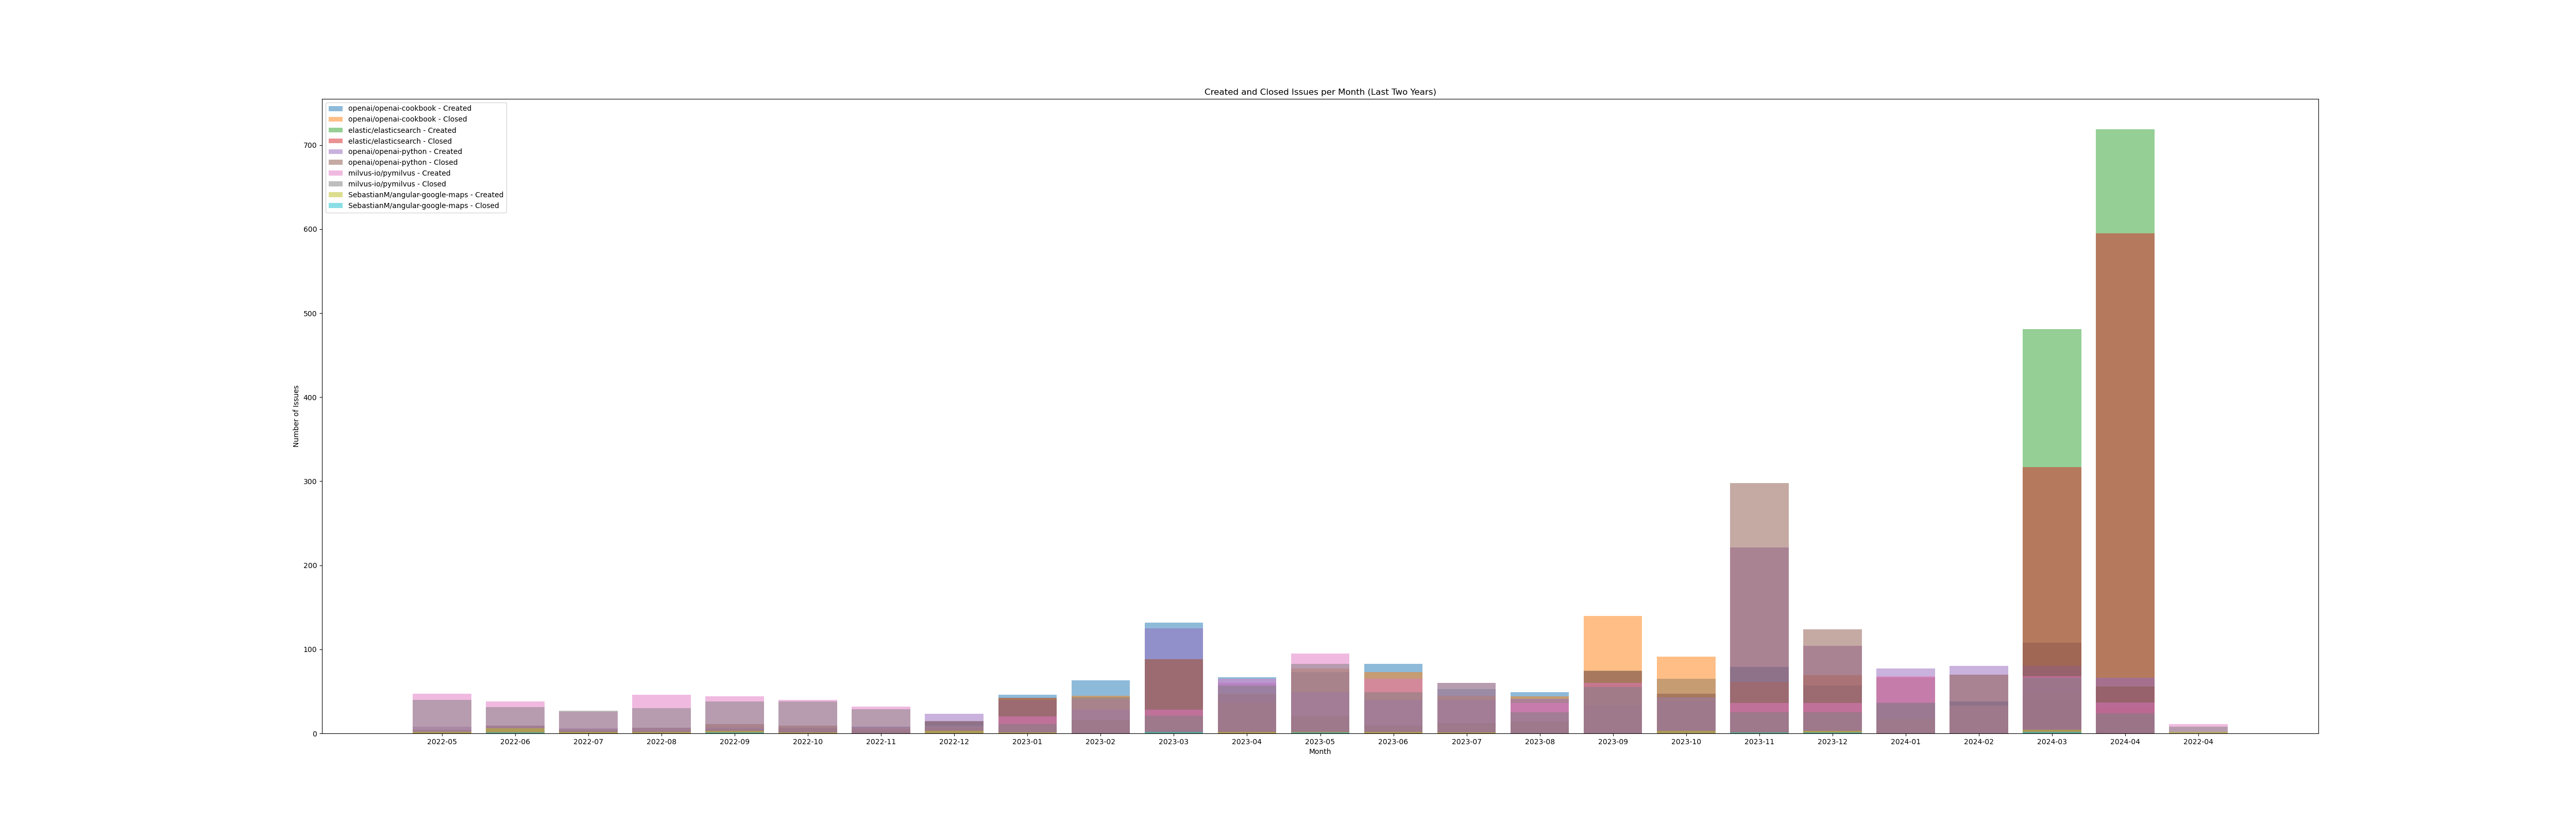 Created and Closed Issues per Month (Last Two Years)
openai/openai-cookbook - Created
openai/openai-cookbook - Closed
elastic/elasticsearch - Created
elastic/elasticsearch - Closed
openai/openai-python - Created
openai/openai-python - Closed
milvus-io/pymilvus - Created
milvus-io/pymilvus - Closed
SebastianM/angular-google-maps - Created
SebastianM/angular-google-maps - Closed
Number of Issues
700
600
500
400
300
200
100
0
2022-05 2022-06 2022-07 2022-08 2022-09 2022-10 2022-11 2022-12 2023-01 2023-02 2023-03 2023-04 2023-05 2023-06 2023-07 2023-08 2023-09 2023-10 2023-11 2023-12 2024-01 2024-02 2024-03 2024-04 2022-04
Month